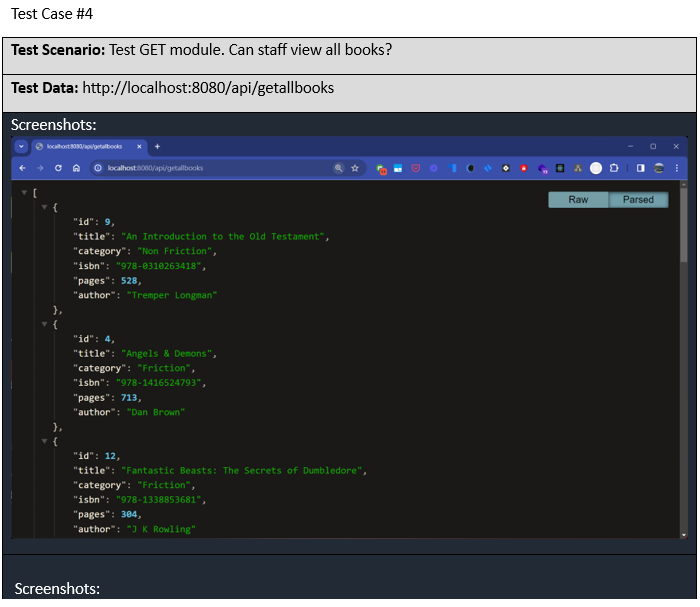 Test Case #4
Test Scenario: Test GET module. Can staff view all books?
Test Data: http://localhost:8080/api/getallbooks
Screenshots:
localhost:8080/api/getallbooks
localhost:8080/api/getallbooks
Raw Parsed
[
{
"id": 9,
"title": "An Introduction to the Old Testament",
"category": "Non Friction",
"isbn": "978-0310263418",
"pages": 528,
"author": "Tremper Longman"
},
{
"id": 4,
"title": "Angels & Demons",
"category": "Friction",
"isbn": "978-1416524793",
"pages": 713,
"author": "Dan Brown"
},
{
"id": 12,
"title": "Fantastic Beasts: The Secrets of Dumbledore",
"category": "Friction",
"isbn": "978-1338853681",
"pages": 304,
"author": "J K Rowling"
Screenshots: